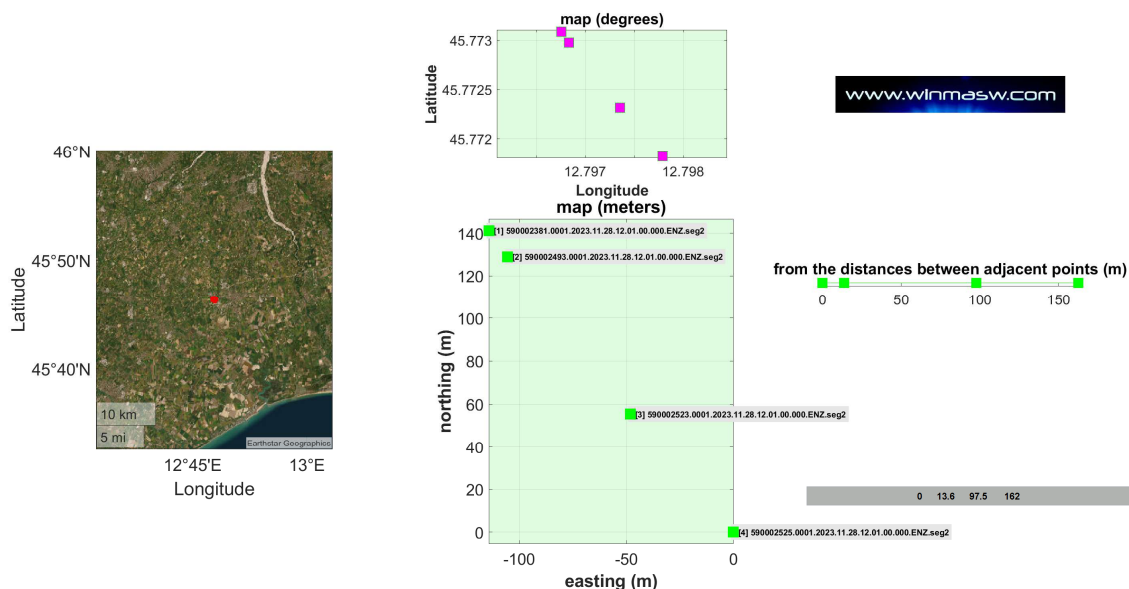 46°N
45°50'N
45°40'N
Latitude
10 km
5 mi
Earthstar Geographics
12°45'E
13°E
Longitude
map (degrees)
45.773
45.7725
45.772
Latitude
12.797
12.798
Longitude
map (meters)
140
120
100
80
60
40
20
0
northing (m)
[1] 590002381.0001.2023.11.28.12.01.00.000.ENZ.seg2
[2] 590002493.0001.2023.11.28.12.01.00.000.ENZ.seg2
[3] 590002523.0001.2023.11.28.12.01.00.000.ENZ.seg2
[4] 590002525.0001.2023.11.28.12.01.00.000.ENZ.seg2
-100
-50
0
easting (m)
www.winmasw.com
from the distances between adjacent points (m)
0
50
100
150
0 13.6 97.5 162